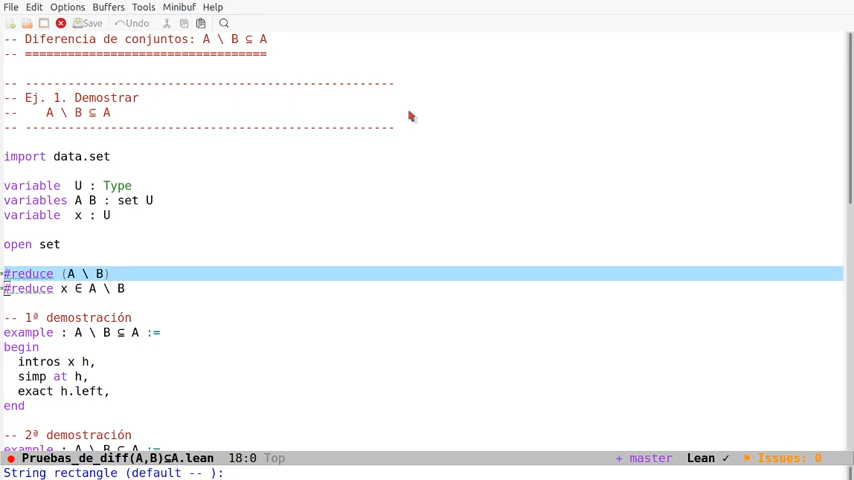 File Edit Options Buffers Tools Minibuf Help
Save Undo
-- Diferencia de conjuntos: A \ B ⊆ A
-- ==================================
-- ----------------------------------------------------
-- Ej. 1. Demostrar
--    A \ B ⊆ A
-- ----------------------------------------------------
import data.set
variable  U : Type
variables A B : set U
variable  x : U
open set
#reduce (A \ B)
#reduce x ∈ A \ B
-- 1ª demostración
example : A \ B ⊆ A :=
begin
  intros x h,
  simp at h,
  exact h.left,
end
-- 2ª demostración
example : A \ B ⊆ A :=
Pruebas_de_diff(A,B)⊆A.lean 18:0 Top + master Lean ✓ Issues: 0
String rectangle (default -- ):